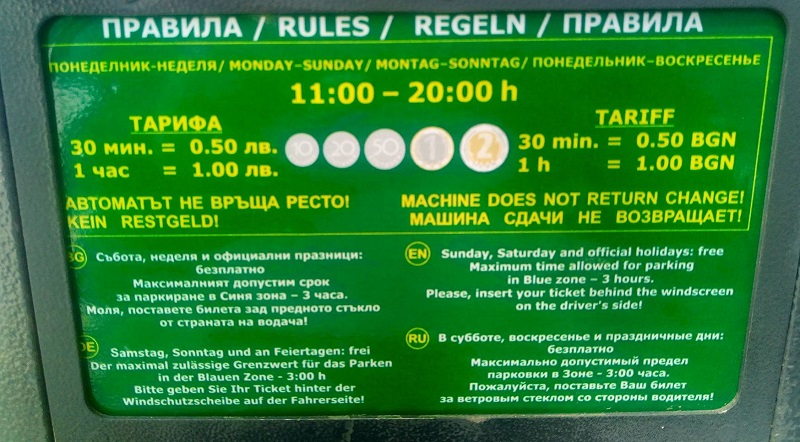 ПРАВИЛА / RULES / REGELN / ПРАВИЛА
ПОНЕДЕЛНИК-НЕДЕЛЯ/ MONDAY–SUNDAY/ MONTAG–SONNTAG/ ПОНЕДЕЛЬНИК–ВОСКРЕСЕНЬЕ
11:00 – 20:00 h
ТАРИФА
30 мин. = 0.50 лв.
1 час = 1.00 лв.
10 20 50 1 2
TARIFF
30 min. = 0.50 BGN
1 h = 1.00 BGN
АВТОМАТЪТ НЕ ВРЪЩА РЕСТО!
KEIN RESTGELD!
MACHINE DOES NOT RETURN CHANGE!
МАШИНА СДАЧИ НЕ ВОЗВРАЩАЕТ!
BG Събота, неделя и официални празници:
безплатно
Максималният допустим срок
за паркиране в Синя зона – 3 часа.
Моля, поставете билета зад предното стъкло
от страната на водача!
EN Sunday, Saturday and official holidays: free
Maximum time allowed for parking
in Blue zone – 3 hours.
Please, insert your ticket behind the windscreen
on the driver's side!
DE Samstag, Sonntag und an Feiertagen: frei
Der maximal zulässige Grenzwert für das Parken
in der Blauen Zone - 3:00 h
Bitte geben Sie Ihr Ticket hinter der
Windschutzscheibe auf der Fahrerseite!
RU В субботе, воскресенье и праздничные дни:
безплатно
Максимально допустимый предел
парковки в Зоне - 3:00 часа.
Пожалуйста, поставьте Ваш билет
за ветровым стеклом со стороны водителя!